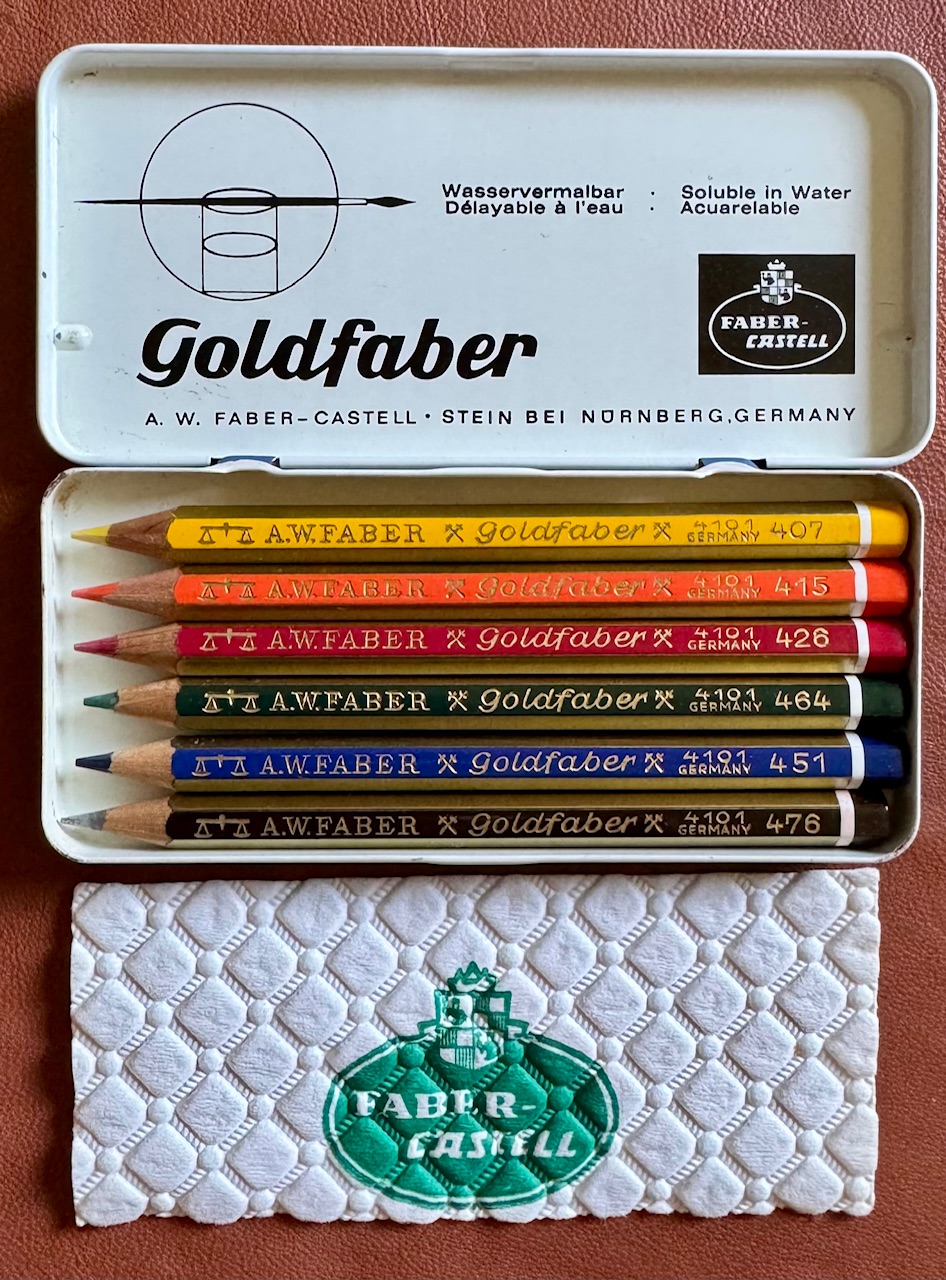 Wasservermalbar · Soluble in Water
Délayable à l'eau · Acuarelable
FABER-
CASTELL
Goldfaber
A. W. FABER-CASTELL · STEIN BEI NÜRNBERG, GERMANY
A.W. FABER Goldfaber 4101 GERMANY 407
A.W. FABER Goldfaber 4101 GERMANY 415
A.W. FABER Goldfaber 4101 GERMANY 426
A.W. FABER Goldfaber 4101 GERMANY 464
A.W. FABER Goldfaber 4101 GERMANY 451
A.W. FABER Goldfaber 4101 GERMANY 476
FABER-
CASTELL